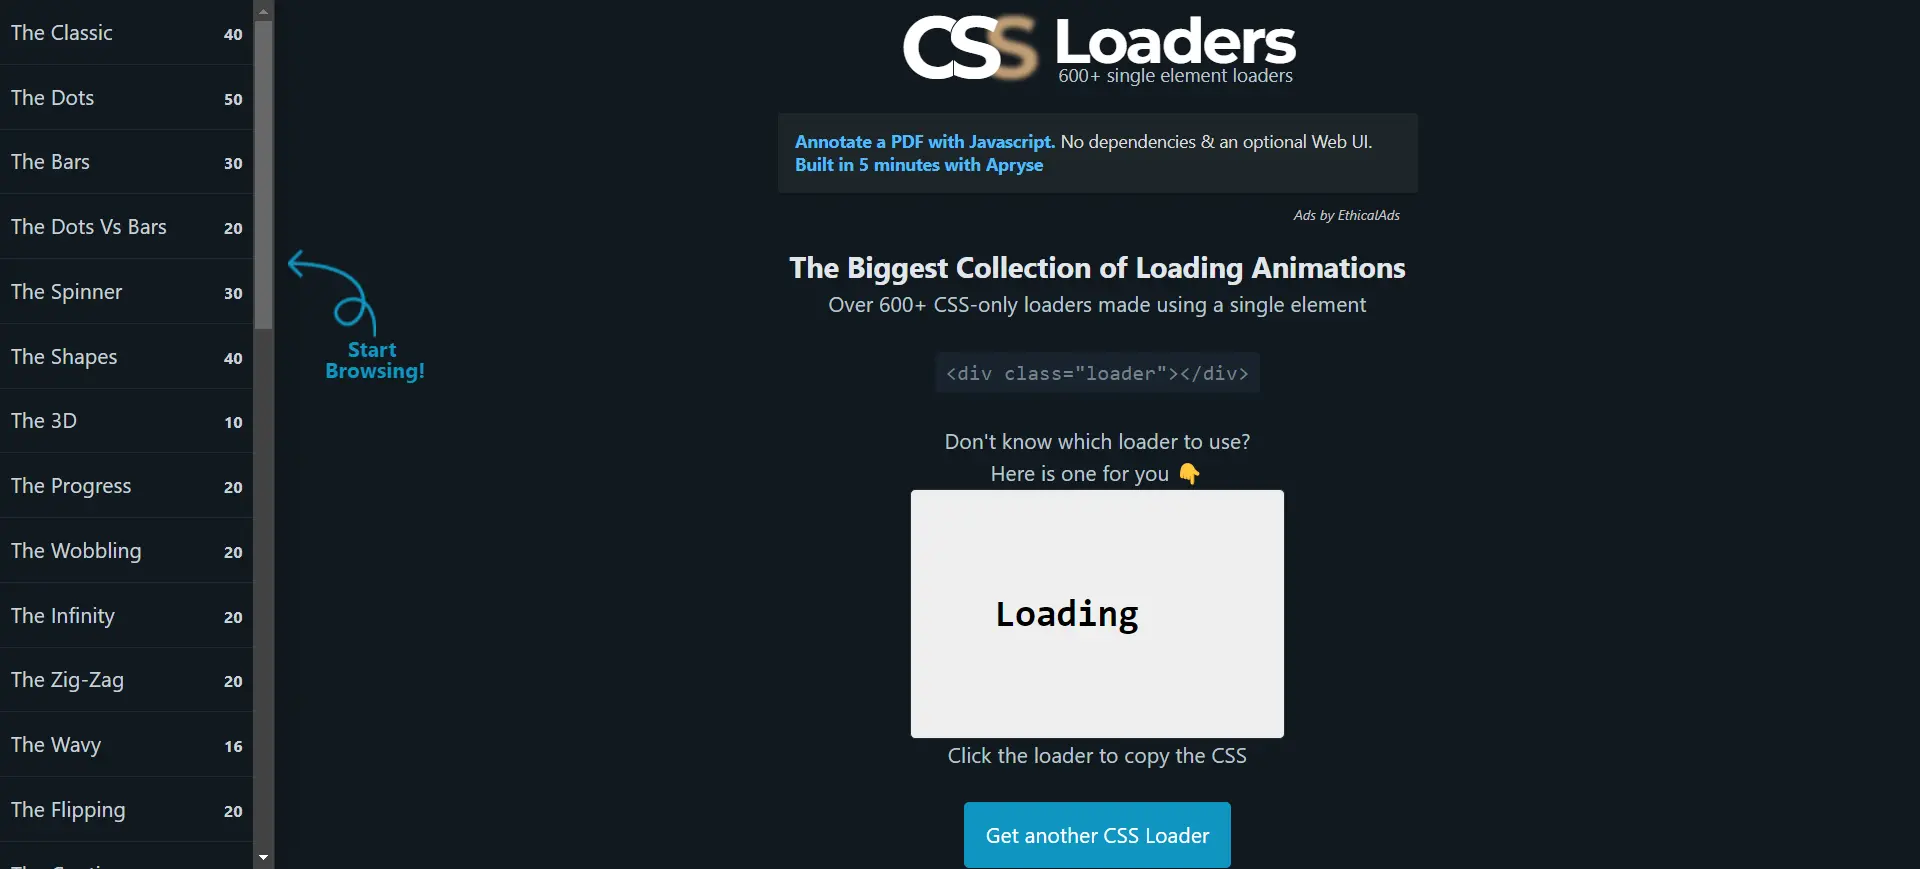 The Classic 40
The Dots 50
The Bars 30
The Dots Vs Bars 20
The Spinner 30
The Shapes 40
The 3D 10
The Progress 20
The Wobbling 20
The Infinity 20
The Zig-Zag 20
The Wavy 16
The Flipping 20
Start
Browsing!
CSS Loaders
600+ single element loaders
Annotate a PDF with Javascript. No dependencies & an optional Web UI.
Built in 5 minutes with Apryse
Ads by EthicalAds
The Biggest Collection of Loading Animations
Over 600+ CSS-only loaders made using a single element
<div class="loader"></div>
Don't know which loader to use?
Here is one for you 👇
Loading
Click the loader to copy the CSS
Get another CSS Loader